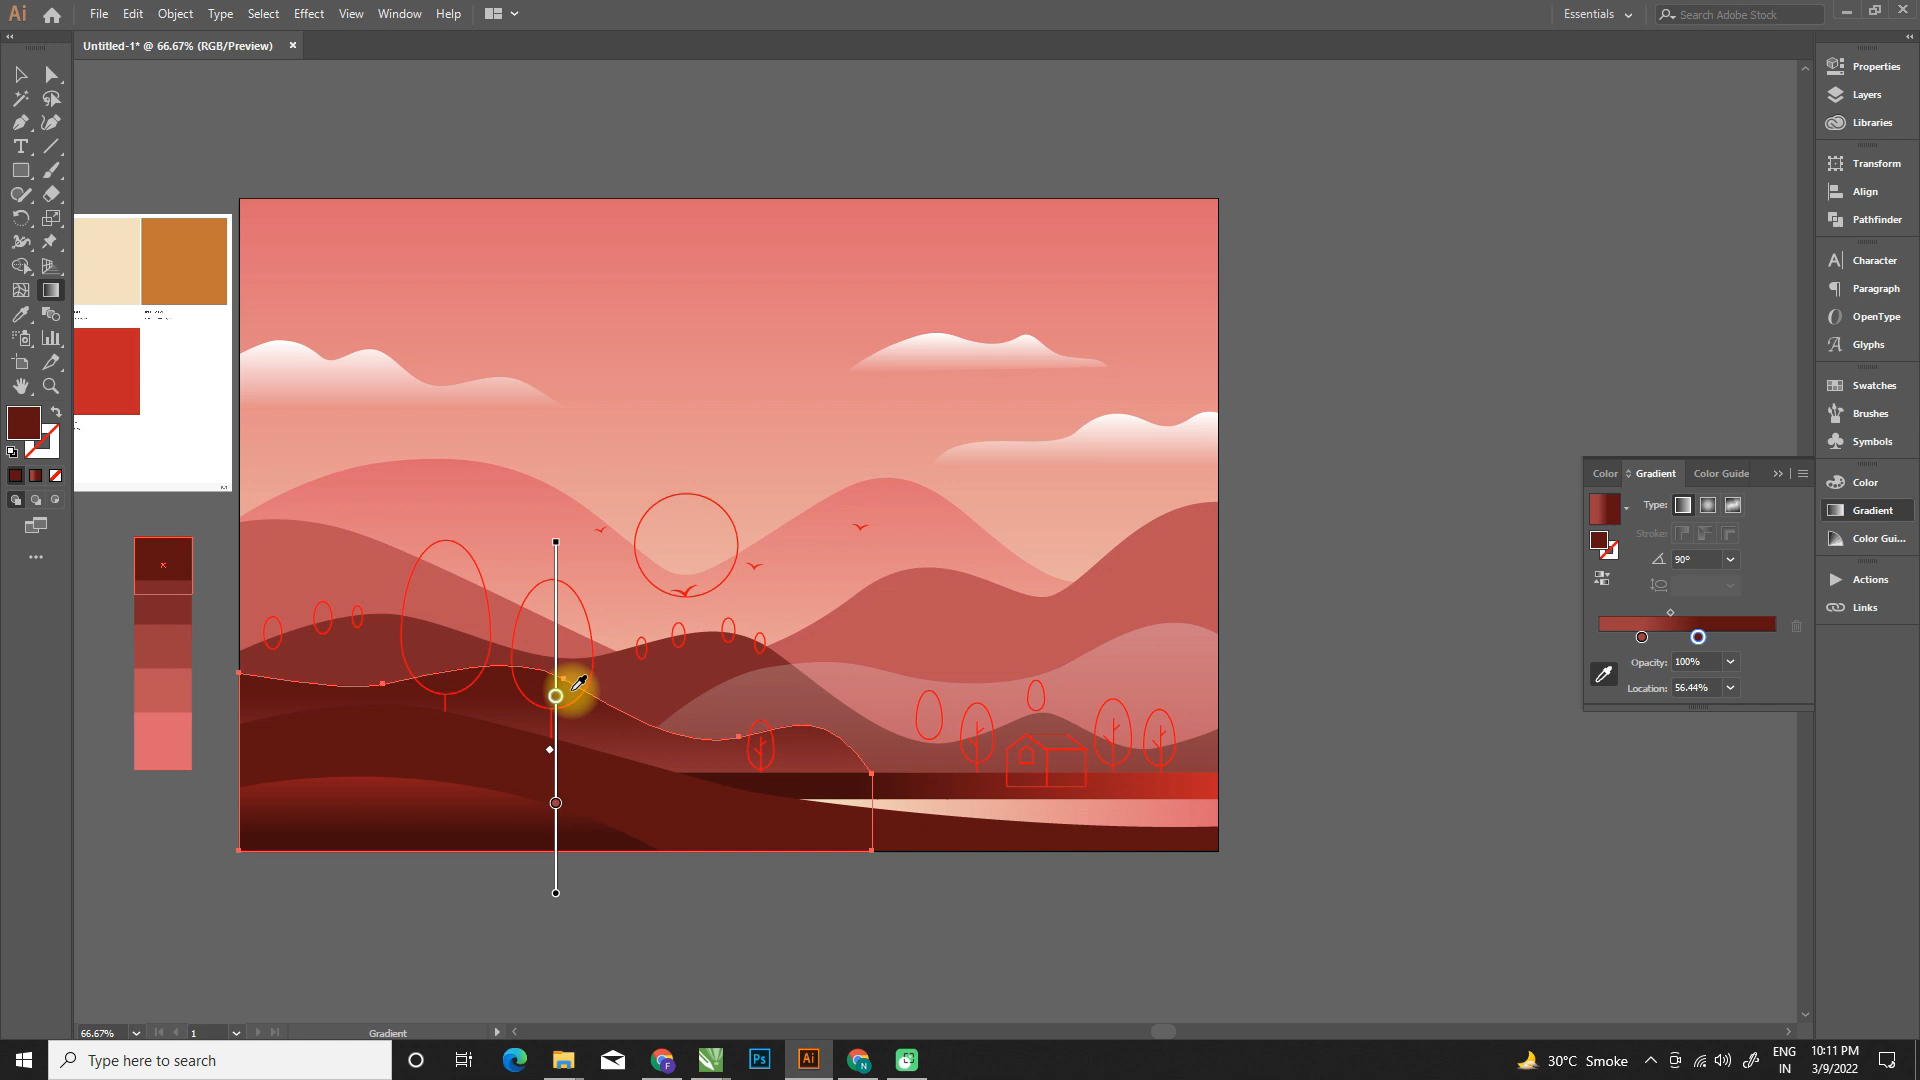 Ai File Edit Object Type Select Effect View Window Help Essentials Search Adobe Stock
Untitled-1* @ 66.67% (RGB/Preview)
Properties
Layers
Libraries
Transform
Align
Pathfinder
Character
Paragraph
OpenType
Glyphs
Swatches
Brushes
Symbols
Color
Gradient
Color Gui...
Actions
Links
Color Gradient Color Guide
Type:
Stroke:
90°
Opacity: 100%
Location: 56.44%
66.67% 1 Gradient
Type here to search
F
Ps
Ai
N
30°C Smoke
ENG
IN
10:11 PM
3/9/2022